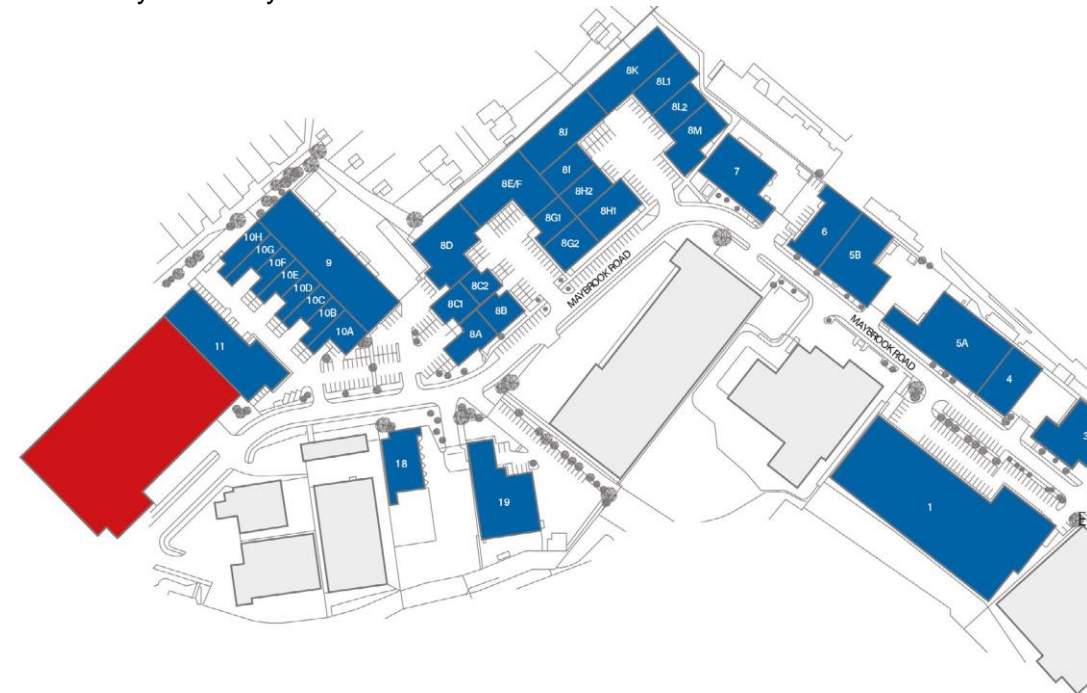 8K
8L1
8L2
8M
8J
7
8I
8E/F
8H2
8H1
8G1
8G2
8D
6
5B
10H
10G
10F
10E
10D
10C
10B
10A
9
8C2
8C1
8B
8A
MAYBROOK ROAD
MAYBROOK ROAD
11
5A
4
18
19
1